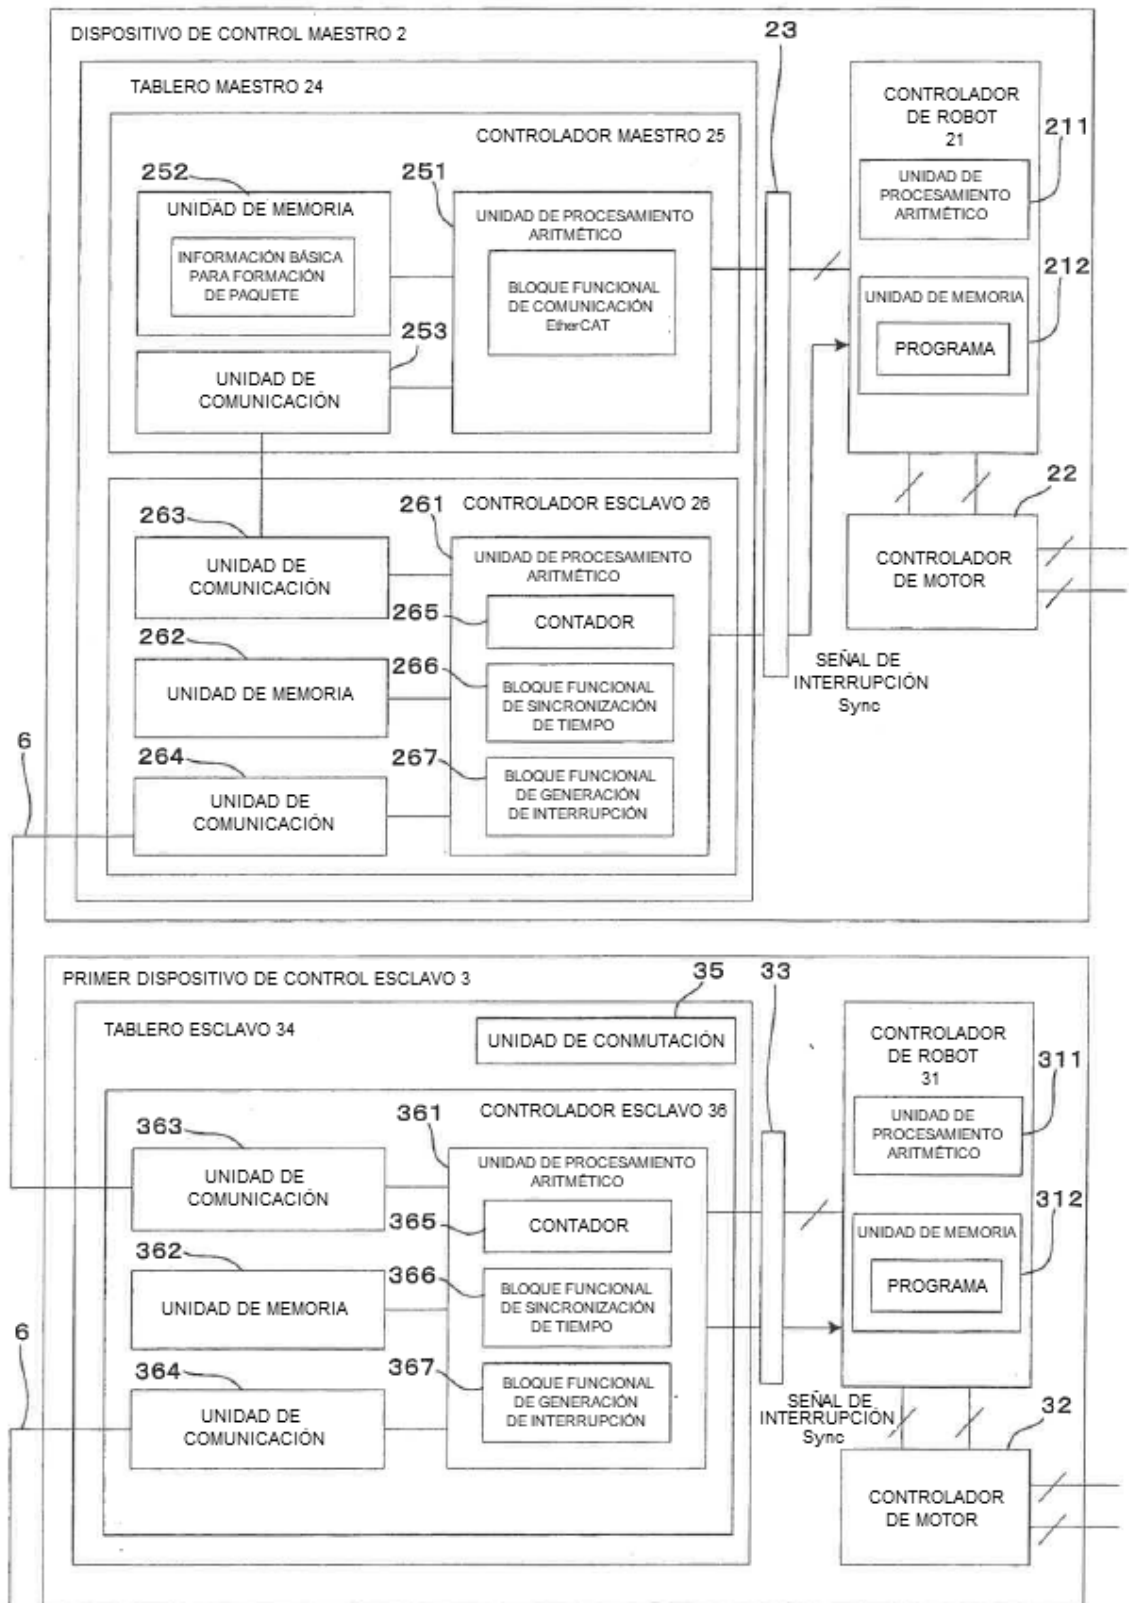 DISPOSITIVO DE CONTROL MAESTRO 2
23
TABLERO MAESTRO 24
CONTROLADOR
DE ROBOT
21
211
CONTROLADOR MAESTRO 25
252
251
UNIDAD DE MEMORIA
INFORMACIÓN BÁSICA
PARA FORMACIÓN
DE PAQUETE
UNIDAD DE PROCESAMIENTO
ARITMÉTICO
BLOQUE FUNCIONAL
DE COMUNICACIÓN
EtherCAT
UNIDAD DE
PROCESAMIENTO
ARITMÉTICO
212
UNIDAD DE MEMORIA
PROGRAMA
253
UNIDAD DE
COMUNICACIÓN
22
CONTROLADOR
DE MOTOR
CONTROLADOR ESCLAVO 26
263
261
UNIDAD DE
COMUNICACIÓN
UNIDAD DE PROCESAMIENTO
ARITMÉTICO
265
CONTADOR
262
266
UNIDAD DE MEMORIA
BLOQUE FUNCIONAL
DE SINCRONIZACIÓN
DE TIEMPO
SEÑAL DE
INTERRUPCIÓN
Sync
6
264
267
UNIDAD DE
COMUNICACIÓN
BLOQUE FUNCIONAL
DE GENERACIÓN
DE INTERRUPCIÓN
PRIMER DISPOSITIVO DE CONTROL ESCLAVO 3
35
33
TABLERO ESCLAVO 34
UNIDAD DE CONMUTACIÓN
CONTROLADOR
DE ROBOT
31
311
CONTROLADOR ESCLAVO 36
363
361
UNIDAD DE
COMUNICACIÓN
UNIDAD DE PROCESAMIENTO
ARITMÉTICO
UNIDAD DE
PROCESAMIENTO
ARITMÉTICO
365
CONTADOR
312
UNIDAD DE MEMORIA
PROGRAMA
362
366
UNIDAD DE MEMORIA
BLOQUE FUNCIONAL
DE SINCRONIZACIÓN
DE TIEMPO
6
364
367
UNIDAD DE
COMUNICACIÓN
BLOQUE FUNCIONAL
DE GENERACIÓN
DE INTERRUPCIÓN
SEÑAL DE
INTERRUPCIÓN
Sync
32
CONTROLADOR
DE MOTOR